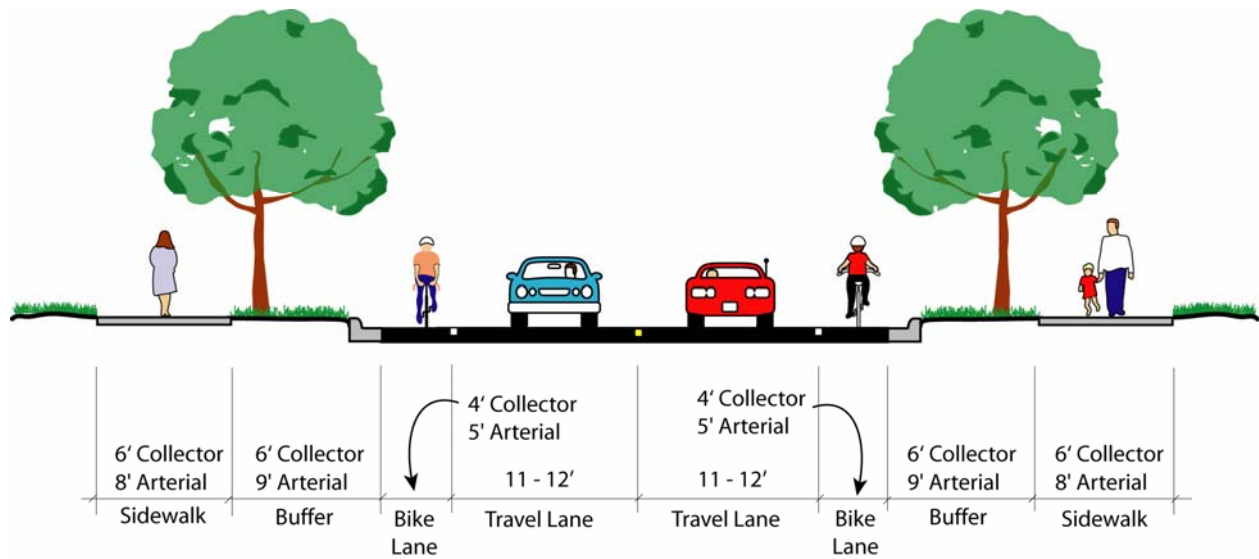 4‘ Collector
5' Arterial
4‘ Collector
5' Arterial
6‘ Collector
8' Arterial
6‘ Collector
9' Arterial
11 - 12’
11 - 12’
6‘ Collector
9' Arterial
6‘ Collector
8' Arterial
Sidewalk
Buffer
Bike
Lane
Travel Lane
Travel Lane
Bike
Lane
Buffer
Sidewalk